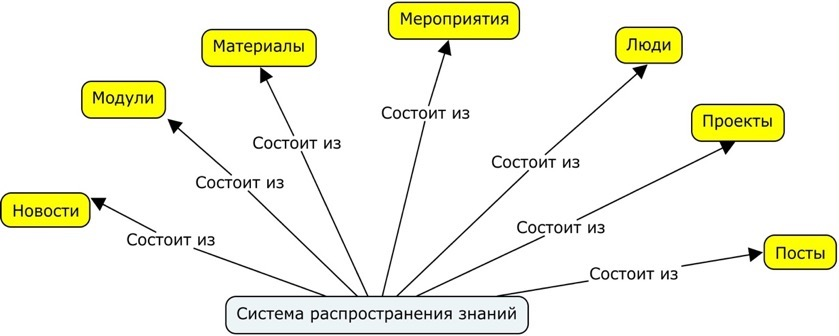 Мероприятия
Материалы
Люди
Модули
Проекты
Состоит из
Состоит из
Состоит из
Состоит из
Новости
Состоит из
Состоит из
Посты
Состоит из
Система распространения знаний